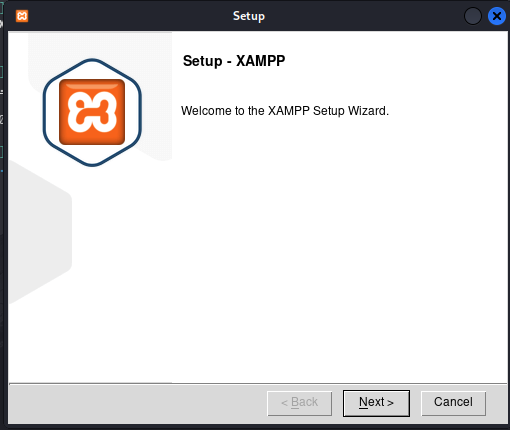 Setup
Setup - XAMPP
Welcome to the XAMPP Setup Wizard.
< Back
Next >
Cancel